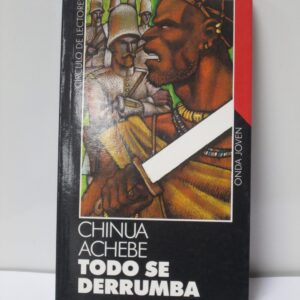 CÍRCULO DE LECTORES
ONDA JOVEN
CHINUA
ACHEBE
TODO SE
DERRUMBA